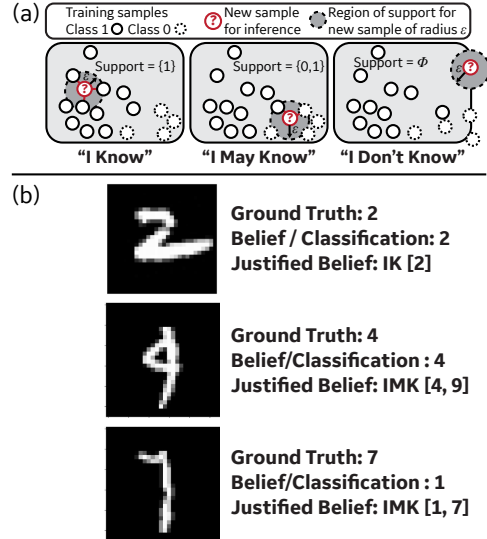 (a)
Training samples
Class 1 Class 0
? New sample for inference
Region of support for new sample of radius ε
Support = {1}
ε
?
"I Know"
Support = {0,1}
?
ε
"I May Know"
Support = Φ
?
ε
"I Don't Know"
(b)
Ground Truth: 2
Belief / Classification: 2
Justified Belief: IK [2]
2
Ground Truth: 4
Belief/Classification : 4
Justified Belief: IMK [4, 9]
Ground Truth: 7
Belief/Classification : 1
Justified Belief: IMK [1, 7]